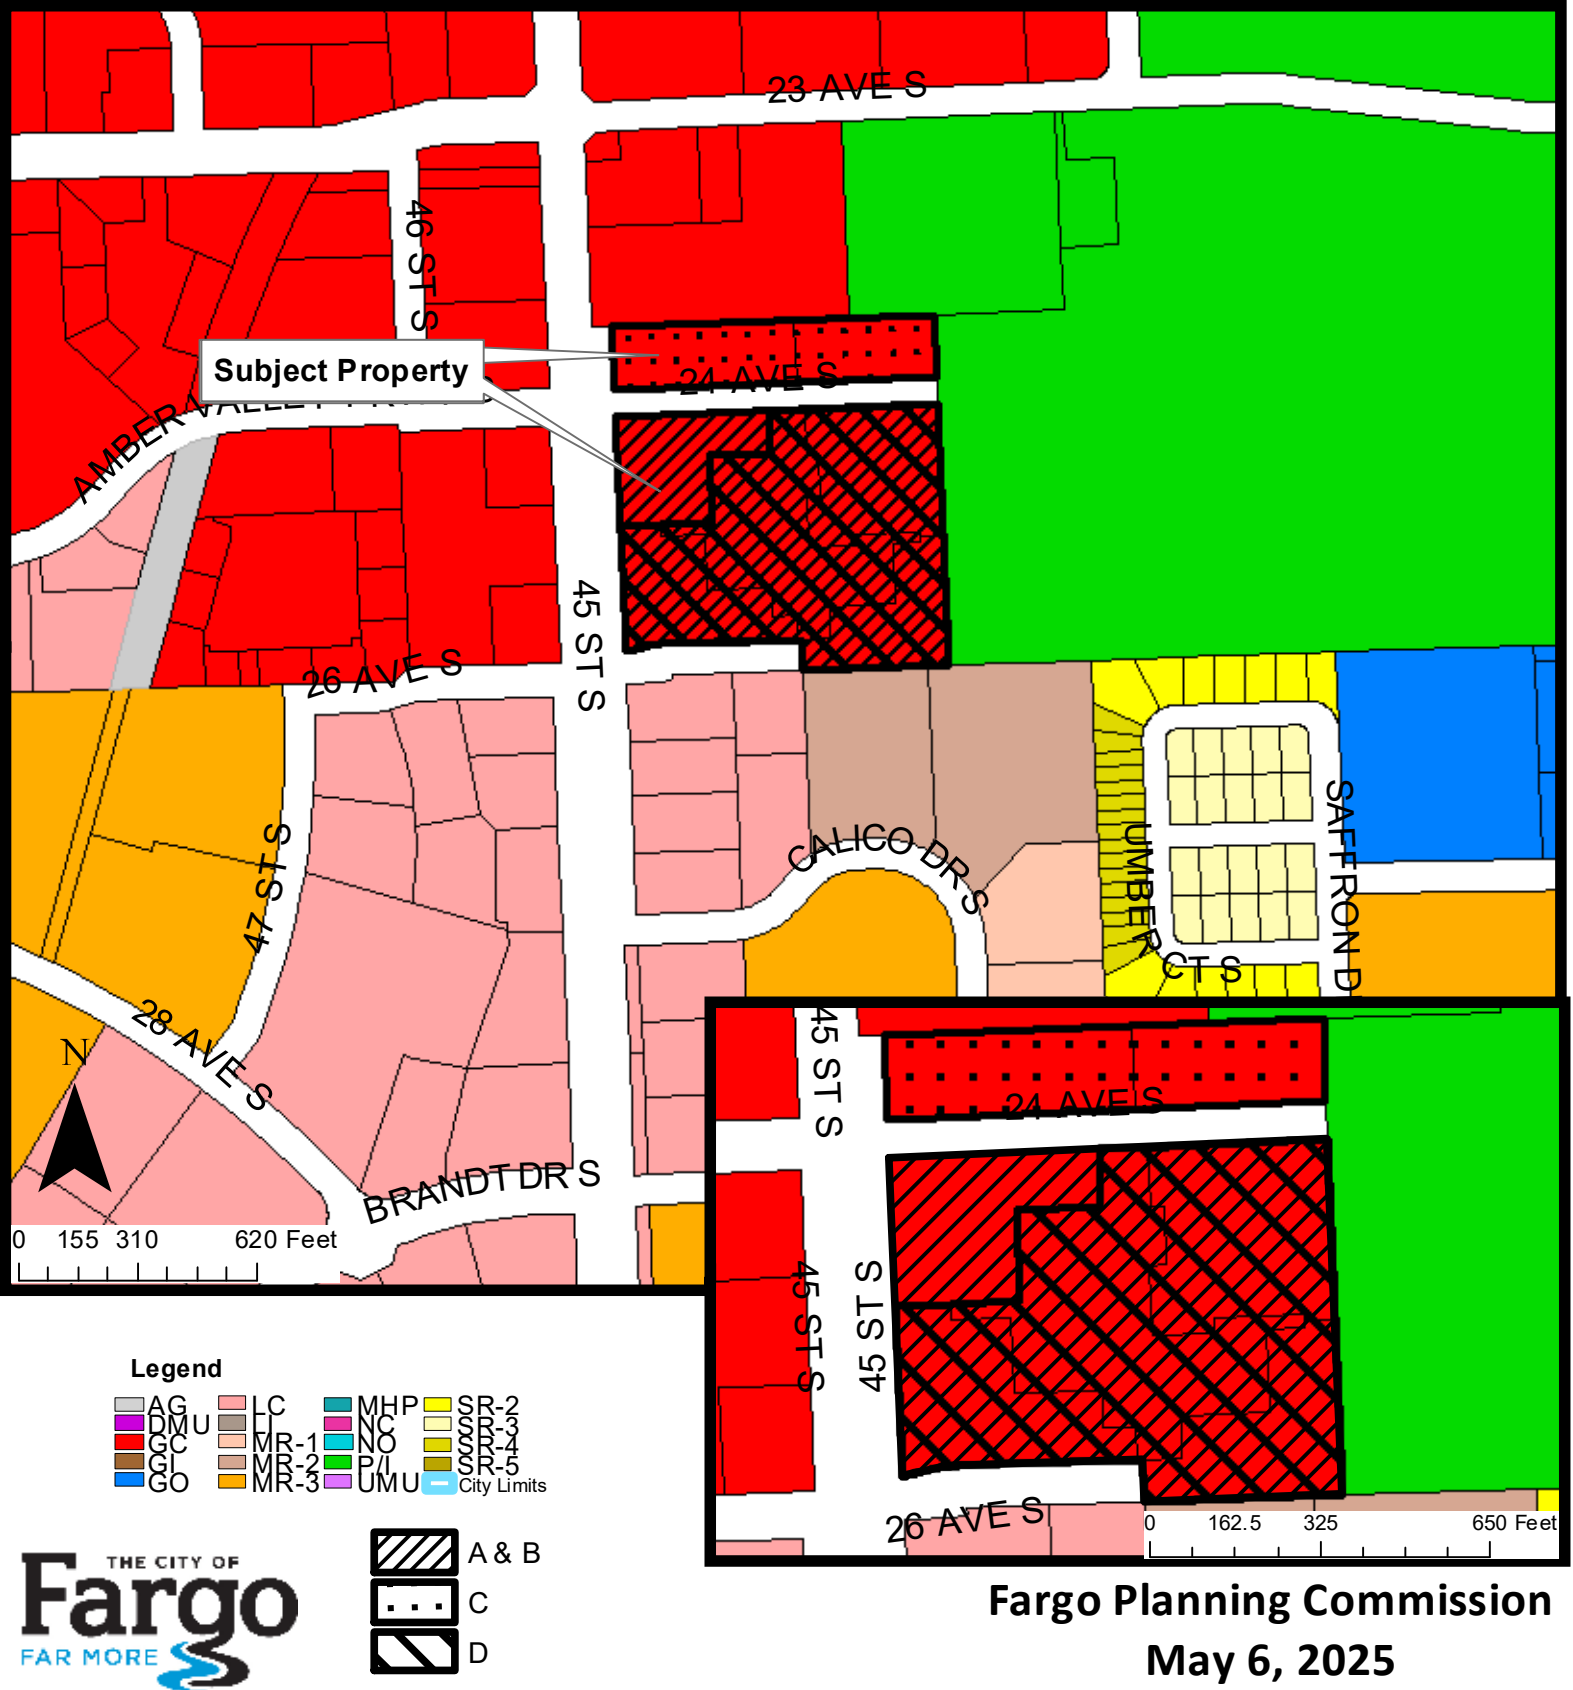 23 AVE S
46 ST S
Subject Property
24 AVE S
AMBER VALLEY
45 ST S
26 AVE S
47 ST S
CALICO DR S
UMBER CT S
SAFFRON D
28 AVE S
N
BRANDT DR S
0 155 310 620 Feet
45 ST S
24 AVE S
45 ST S
45 ST S
26 AVE S
0 162.5 325 650 Feet
Legend
AG LC MHP SR-2
DMU LI NC SR-3
GC MR-1 NO SR-4
GI MR-2 P/I SR-5
GO MR-3 UMU City Limits
A & B
C
D
THE CITY OF
Fargo
FAR MORE
Fargo Planning Commission
May 6, 2025